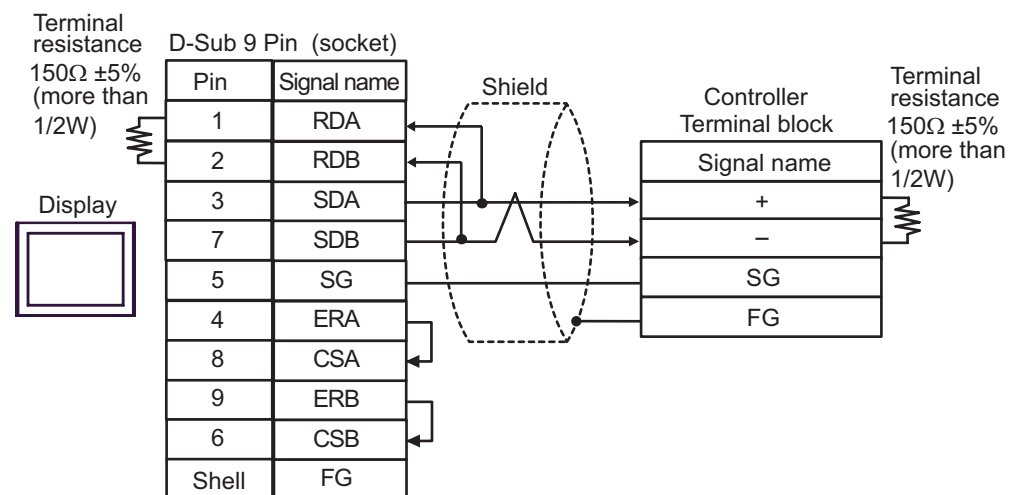 Terminal
resistance
150Ω ±5%
(more than
1/2W)
D-Sub 9 Pin (socket)
Pin Signal name
1 RDA
2 RDB
3 SDA
7 SDB
5 SG
4 ERA
8 CSA
9 ERB
6 CSB
Shell FG
Display
Shield
Controller
Terminal block
Signal name
+
–
SG
FG
Terminal
resistance
150Ω ±5%
(more than
1/2W)